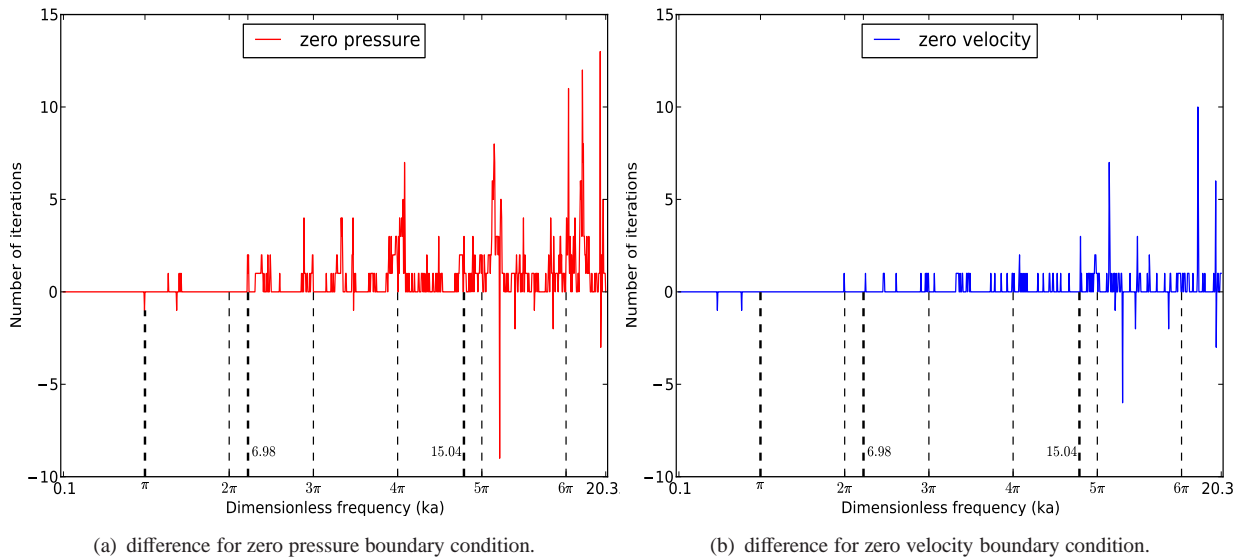 15
10
5
0
−5
−10
Number of iterations
zero pressure
6.98
15.04
0.1 π 2π 3π 4π 5π 6π 20.3
Dimensionless frequency (ka)
(a) difference for zero pressure boundary condition.
15
10
5
0
−5
−10
Number of iterations
zero velocity
6.98
15.04
0.1 π 2π 3π 4π 5π 6π 20.3
Dimensionless frequency (ka)
(b) difference for zero velocity boundary condition.